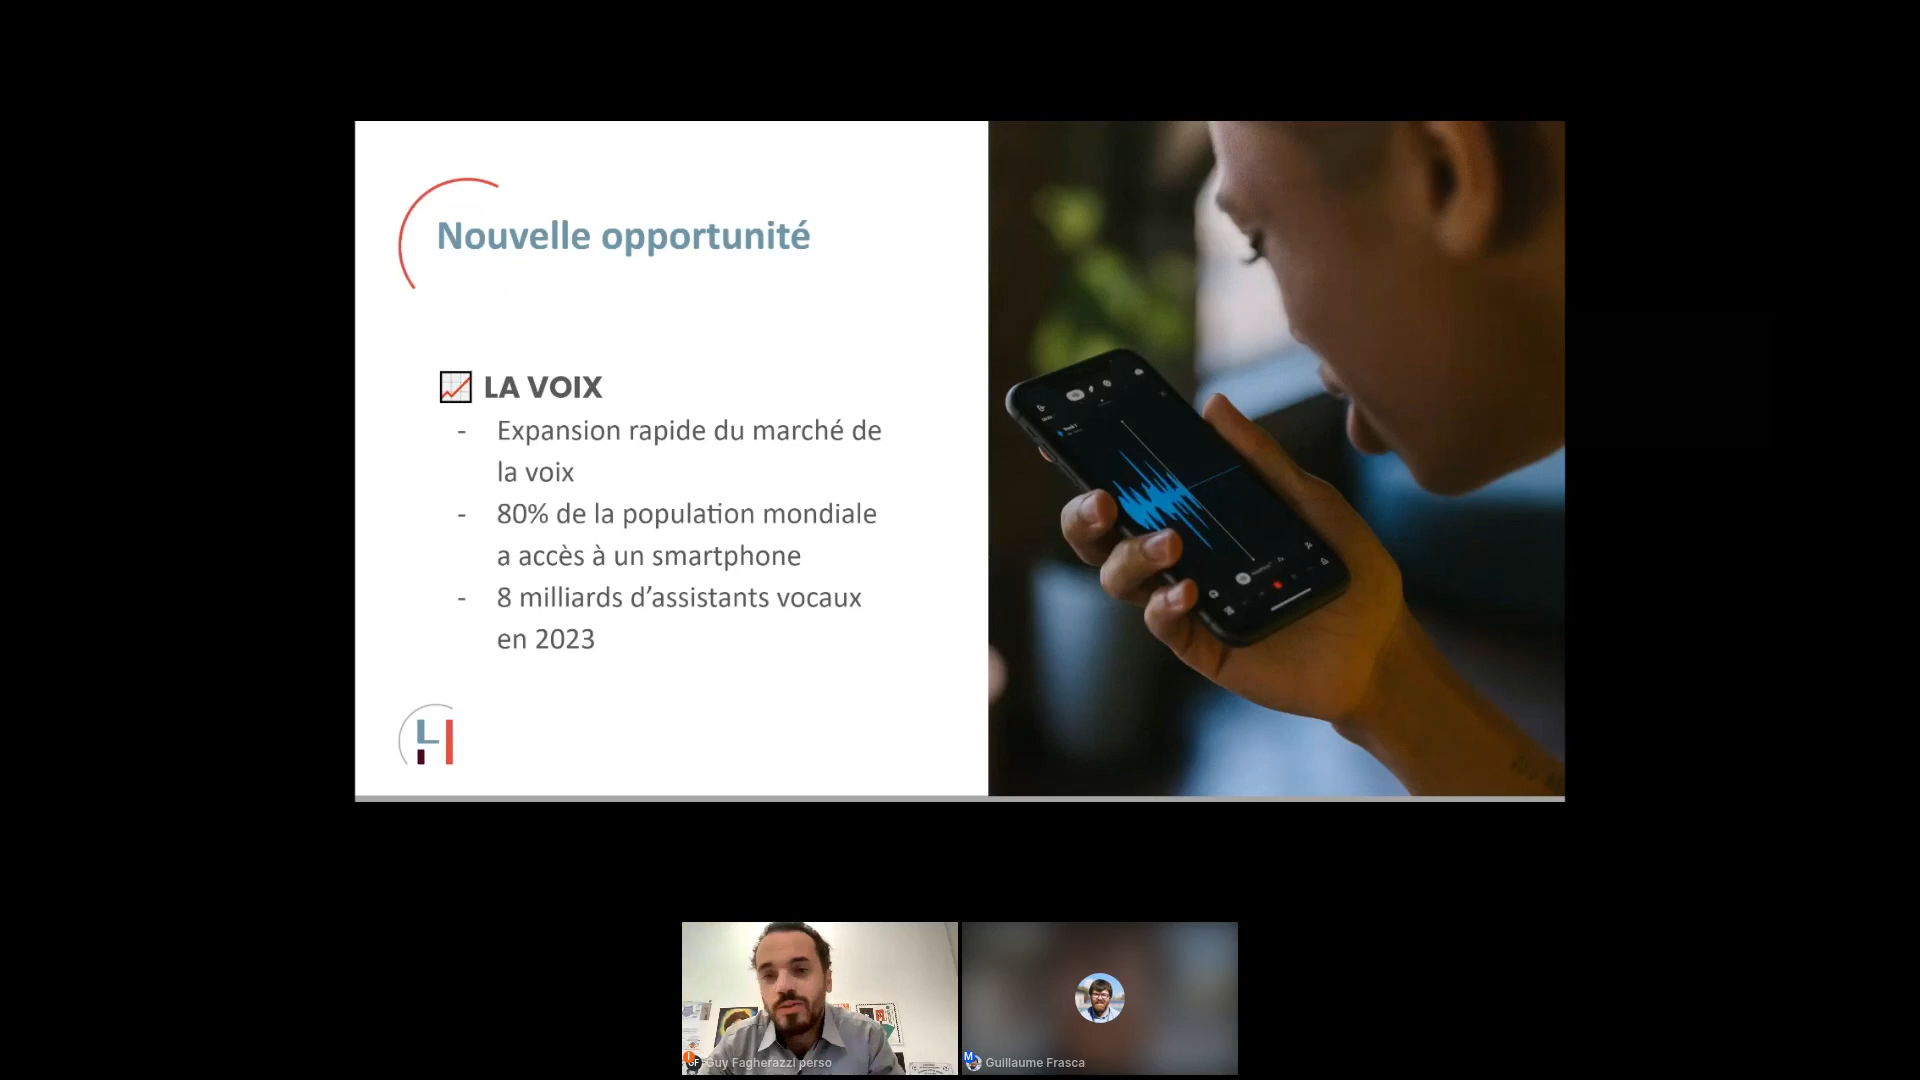 Nouvelle opportunité
📈 LA VOIX
- Expansion rapide du marché de
la voix
- 80% de la population mondiale
a accès à un smartphone
- 8 milliards d’assistants vocaux
en 2023
GF Guy Fagherazzi perso
M Guillaume Frasca